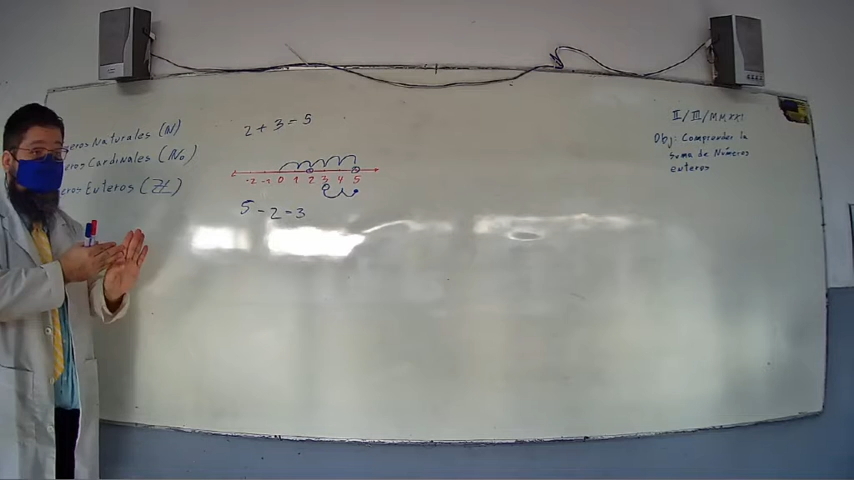 Naturales (N)
Cardinales (N₀)
Enteros (Z)
2 + 3 = 5
-2 -1 0 1 2 3 4 5
5 - 2 = 3
II/III/MMXXI
Obj: Comprender la
suma de Números
enteros